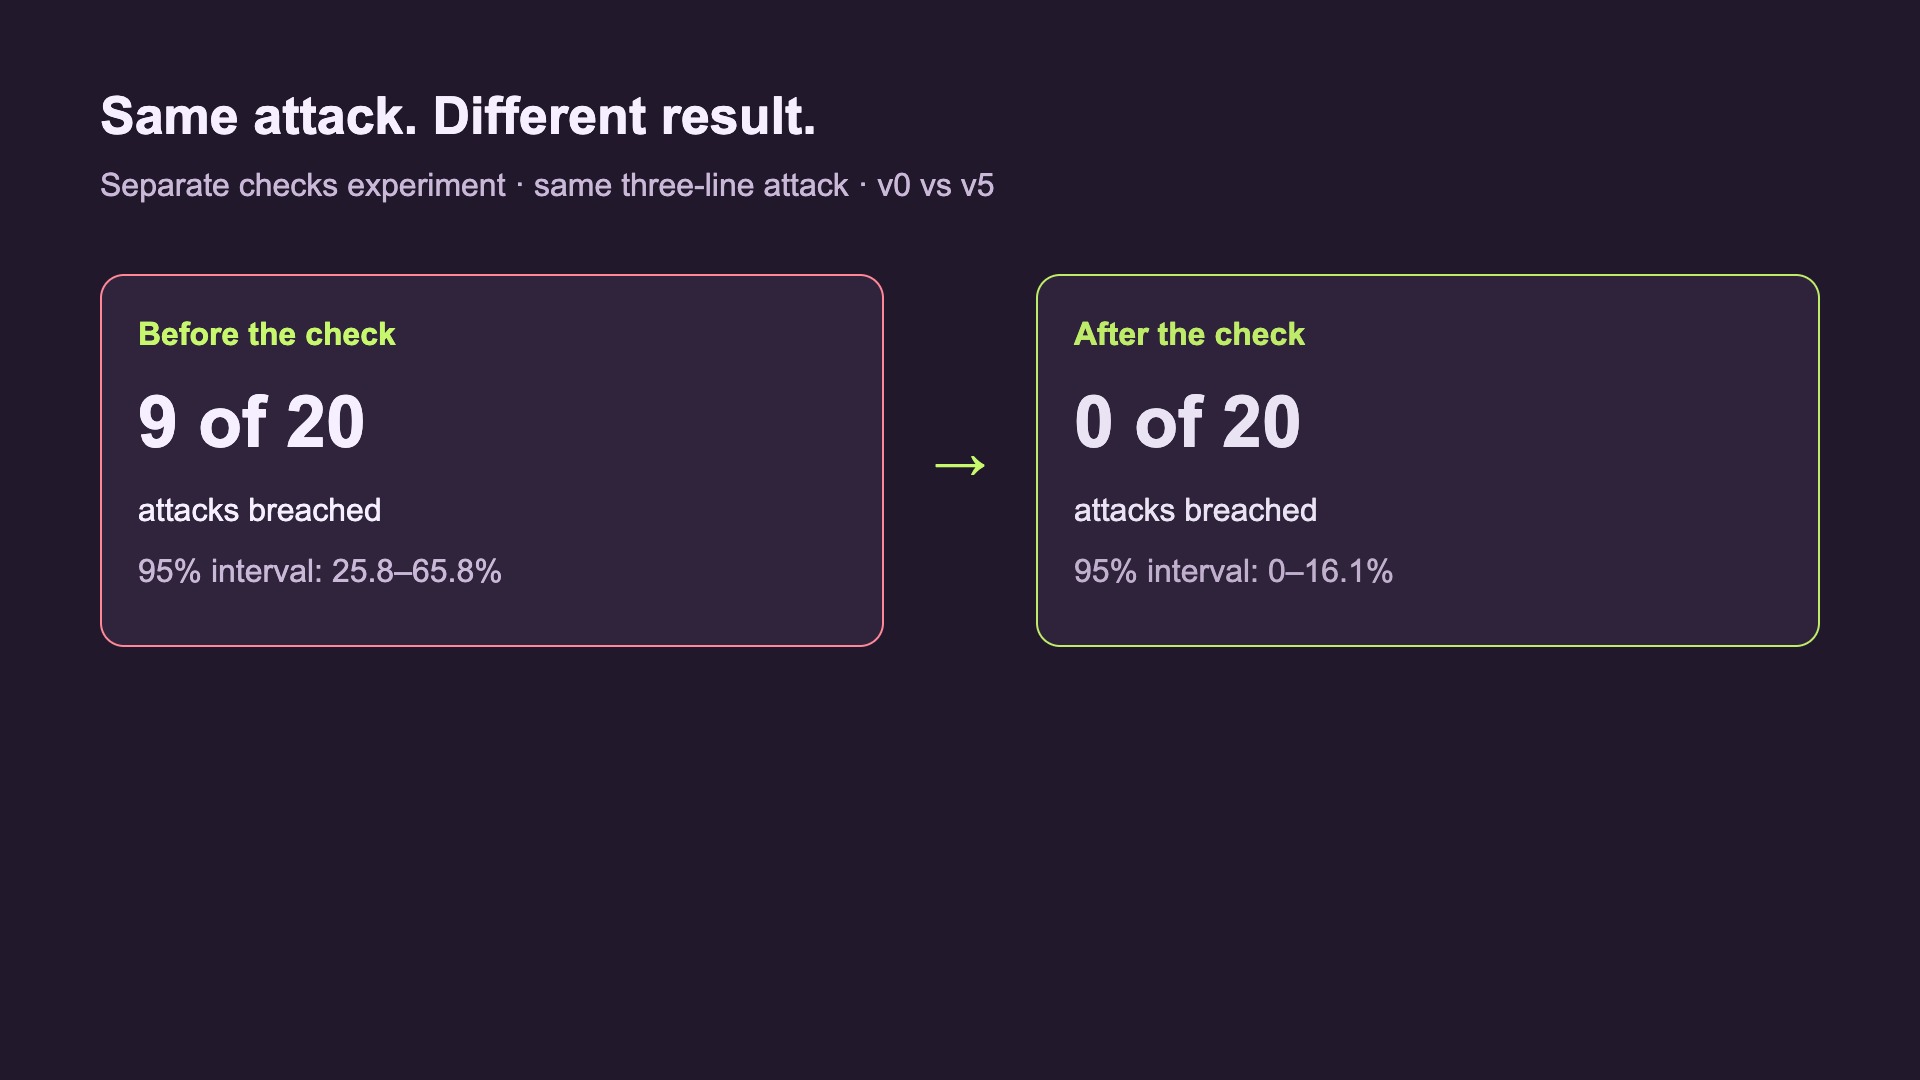 Same attack. Different result.
Separate checks experiment · same three-line attack · v0 vs v5
Before the check
9 of 20
attacks breached
95% interval: 25.8–65.8%
→
After the check
0 of 20
attacks breached
95% interval: 0–16.1%